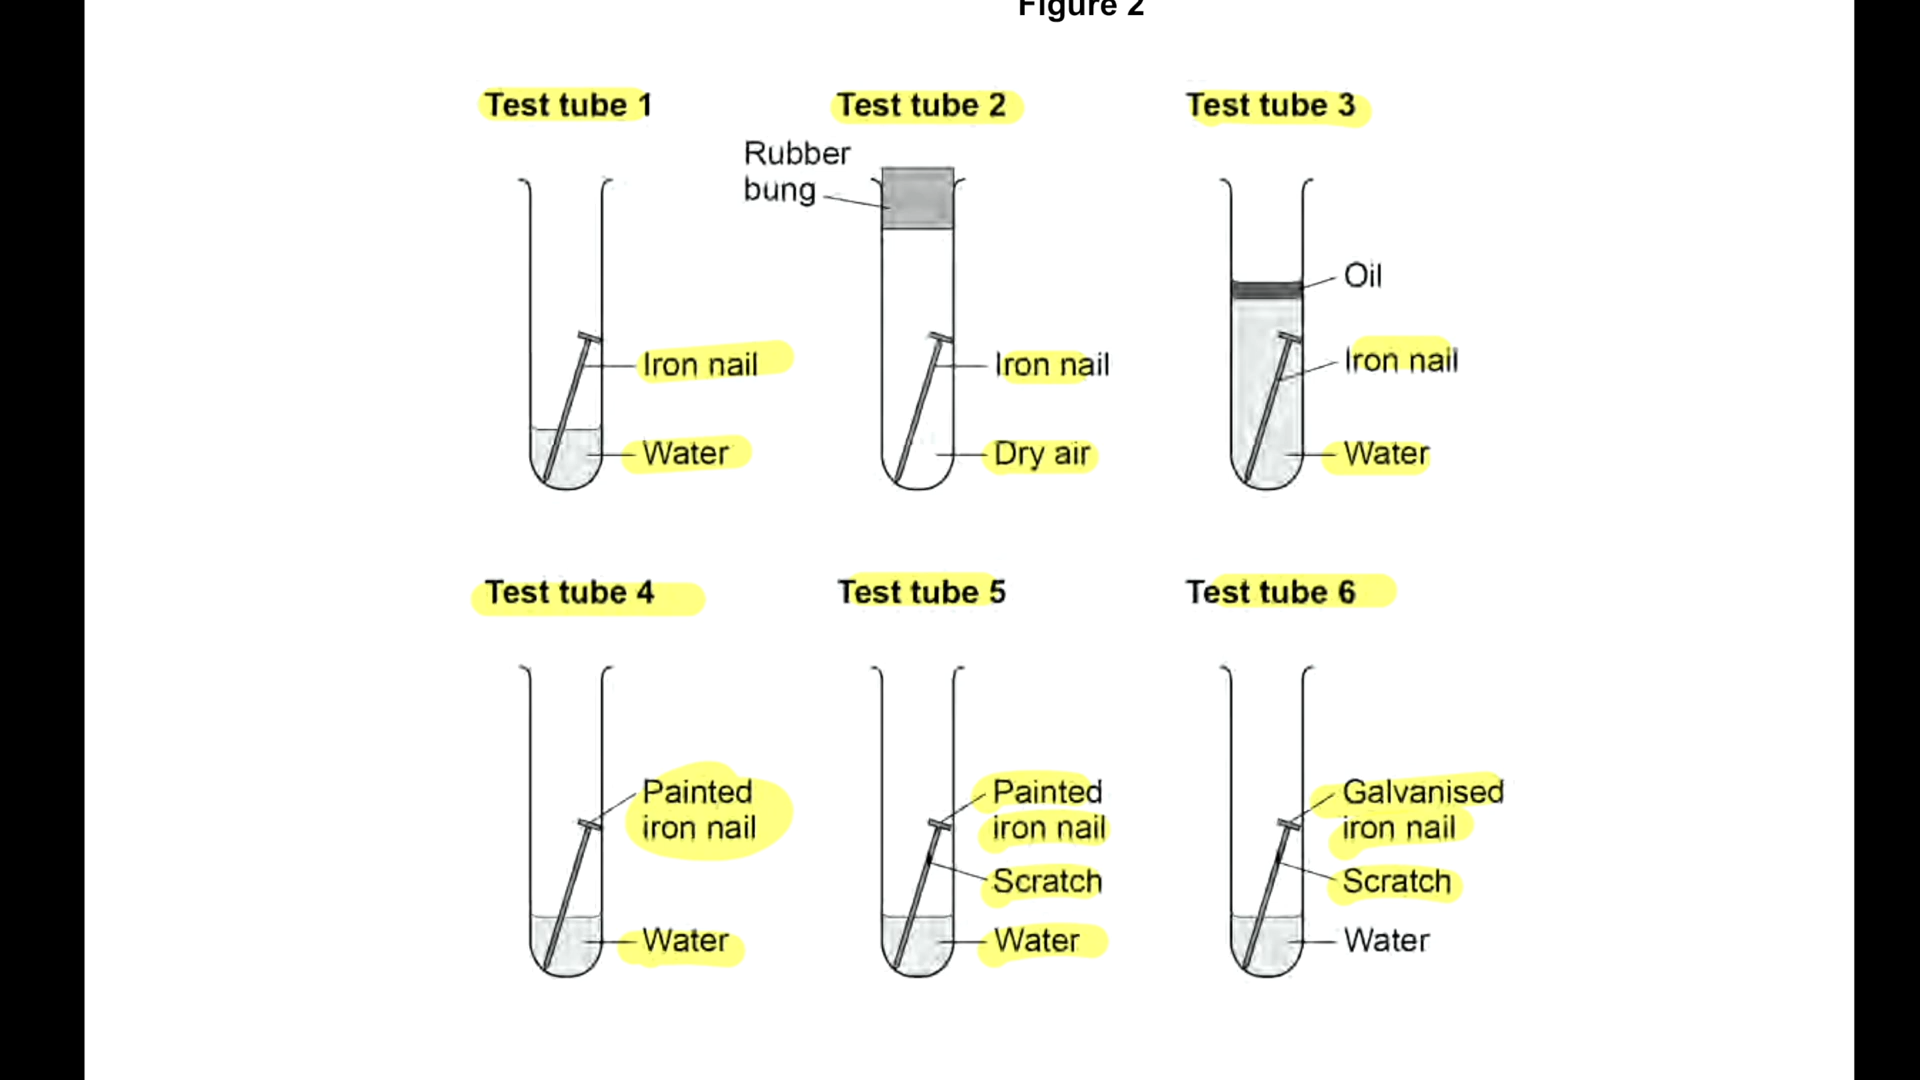 Figure 2
Test tube 1
Test tube 2
Test tube 3
Rubber
bung
Oil
Iron nail
Iron nail
Iron nail
Water
Dry air
Water
Test tube 4
Test tube 5
Test tube 6
Painted
iron nail
Painted
iron nail
Galvanised
iron nail
Scratch
Scratch
Water
Water
Water